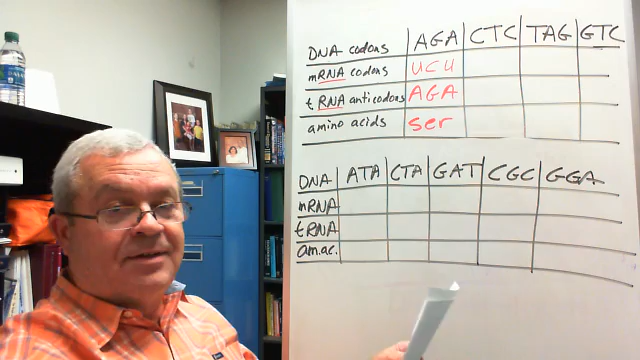 DNA codons AGA CTC TAG GTC
mRNA codons UCU
tRNA anticodons AGA
amino acids ser
DNA ATA CTA GAT CGC GGA
mRNA
tRNA
am.ac.